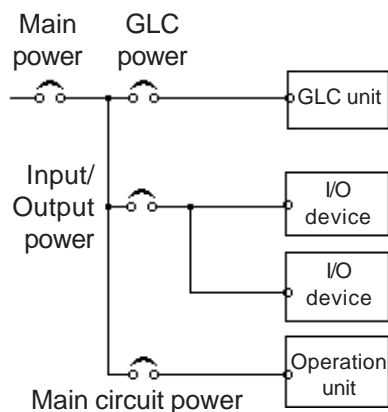 Main
power
GLC
power
GLC unit
Input/
Output
power
I/O
device
I/O
device
Operation
unit
Main circuit power